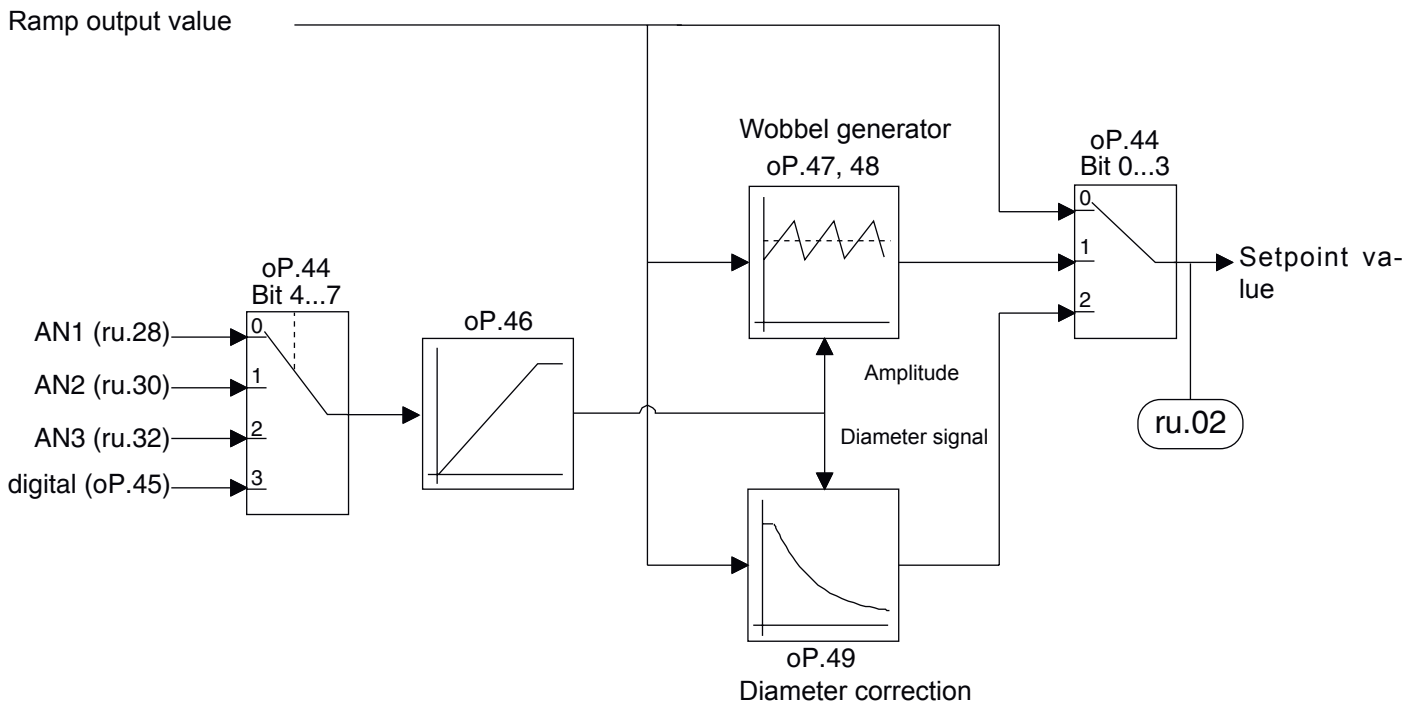 Ramp output value
Wobbel generator
oP.47, 48
oP.44
Bit 0...3
0
1
2
Setpoint va-
lue
oP.44
Bit 4...7
oP.46
AN1 (ru.28)
0
AN2 (ru.30)
1
AN3 (ru.32)
2
digital (oP.45)
3
Amplitude
Diameter signal
ru.02
oP.49
Diameter correction